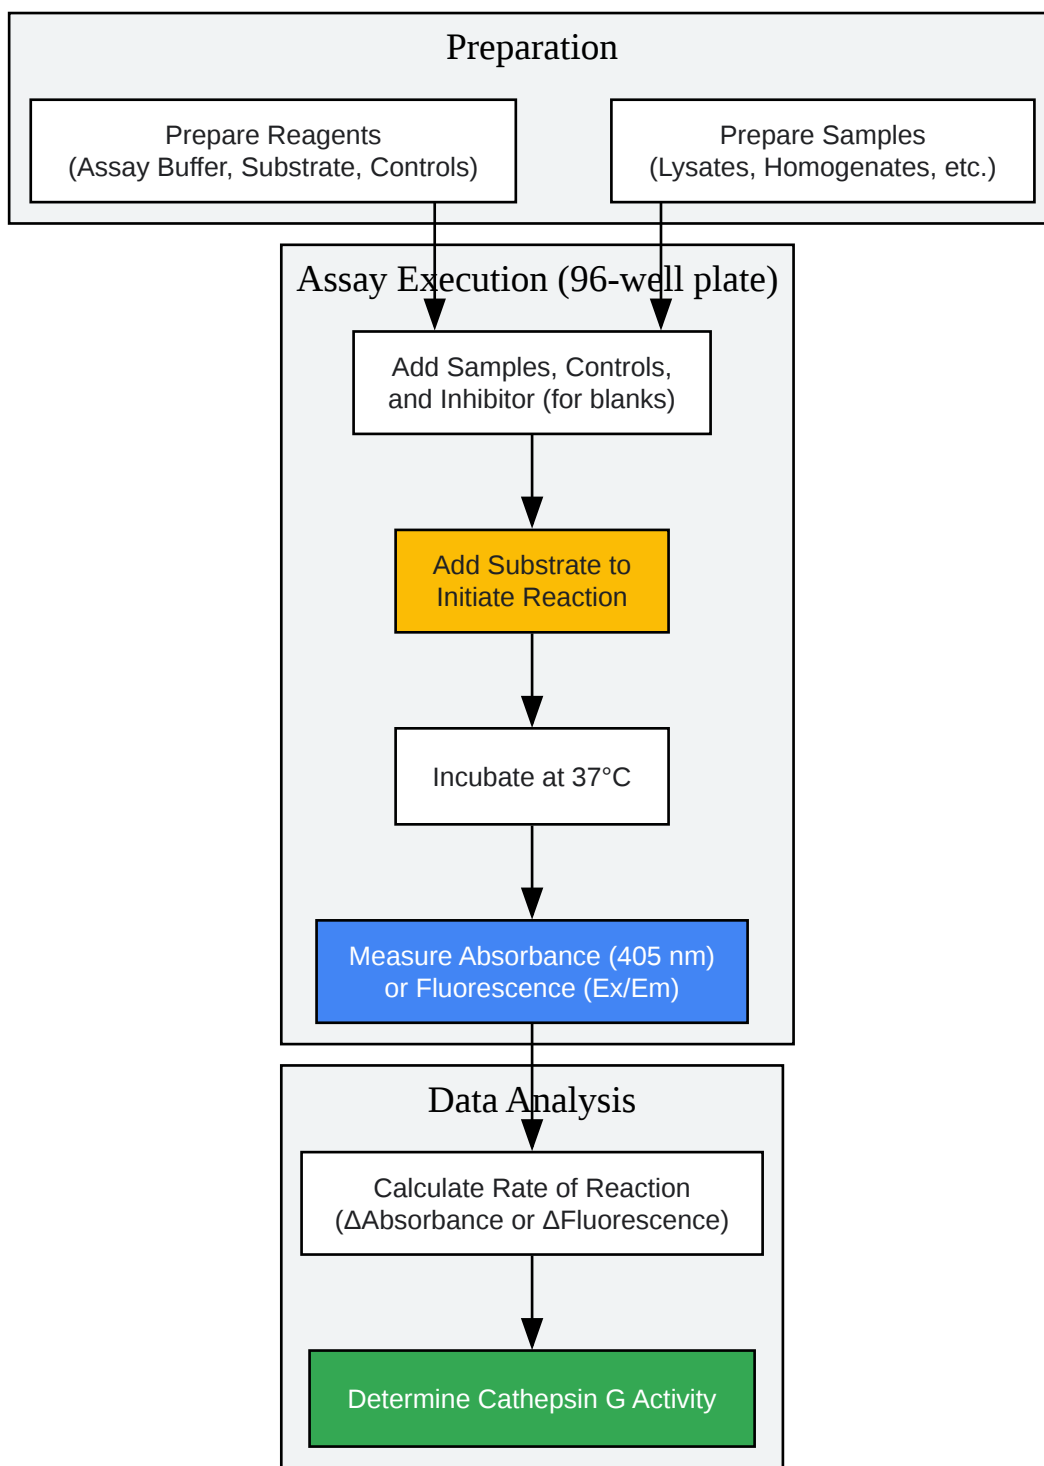 Preparation
Prepare Reagents
(Assay Buffer, Substrate, Controls)
Prepare Samples
(Lysates, Homogenates, etc.)
Assay Execution (96-well plate)
Add Samples, Controls,
and Inhibitor (for blanks)
Add Substrate to
Initiate Reaction
Incubate at 37°C
Measure Absorbance (405 nm)
or Fluorescence (Ex/Em)
Data Analysis
Calculate Rate of Reaction
(ΔAbsorbance or ΔFluorescence)
Determine Cathepsin G Activity